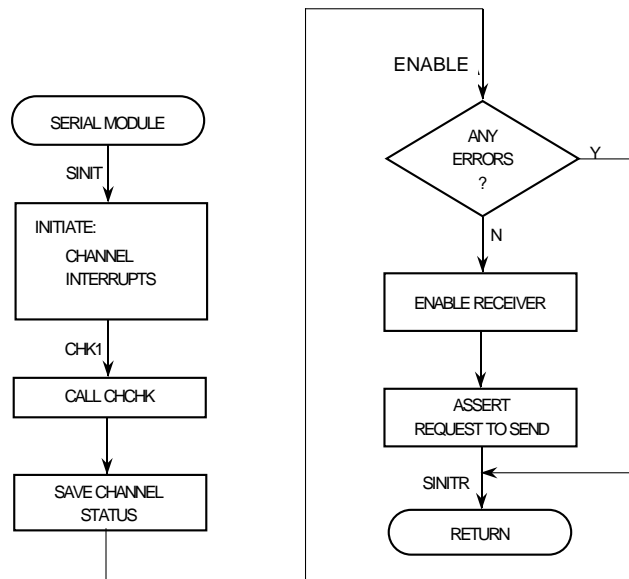 SERIAL MODULE
SINIT
INITIATE:
CHANNEL
INTERRUPTS
CHK1
CALL CHCHK
SAVE CHANNEL
STATUS
ENABLE
ANY
ERRORS
?
Y
N
ENABLE RECEIVER
ASSERT
REQUEST TO SEND
SINITR
RETURN